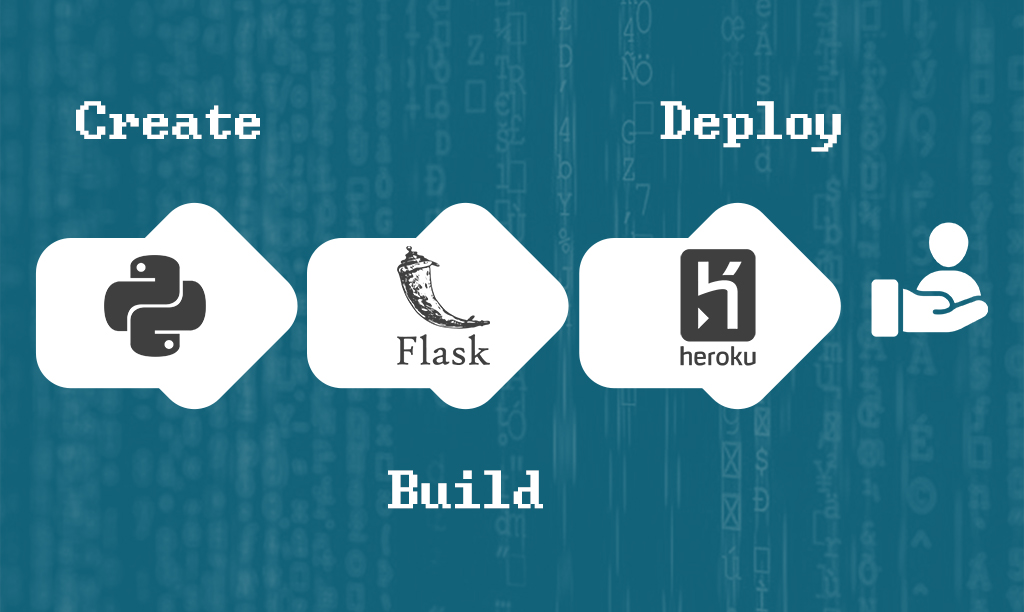 Create
Deploy
Flask
heroku
Build